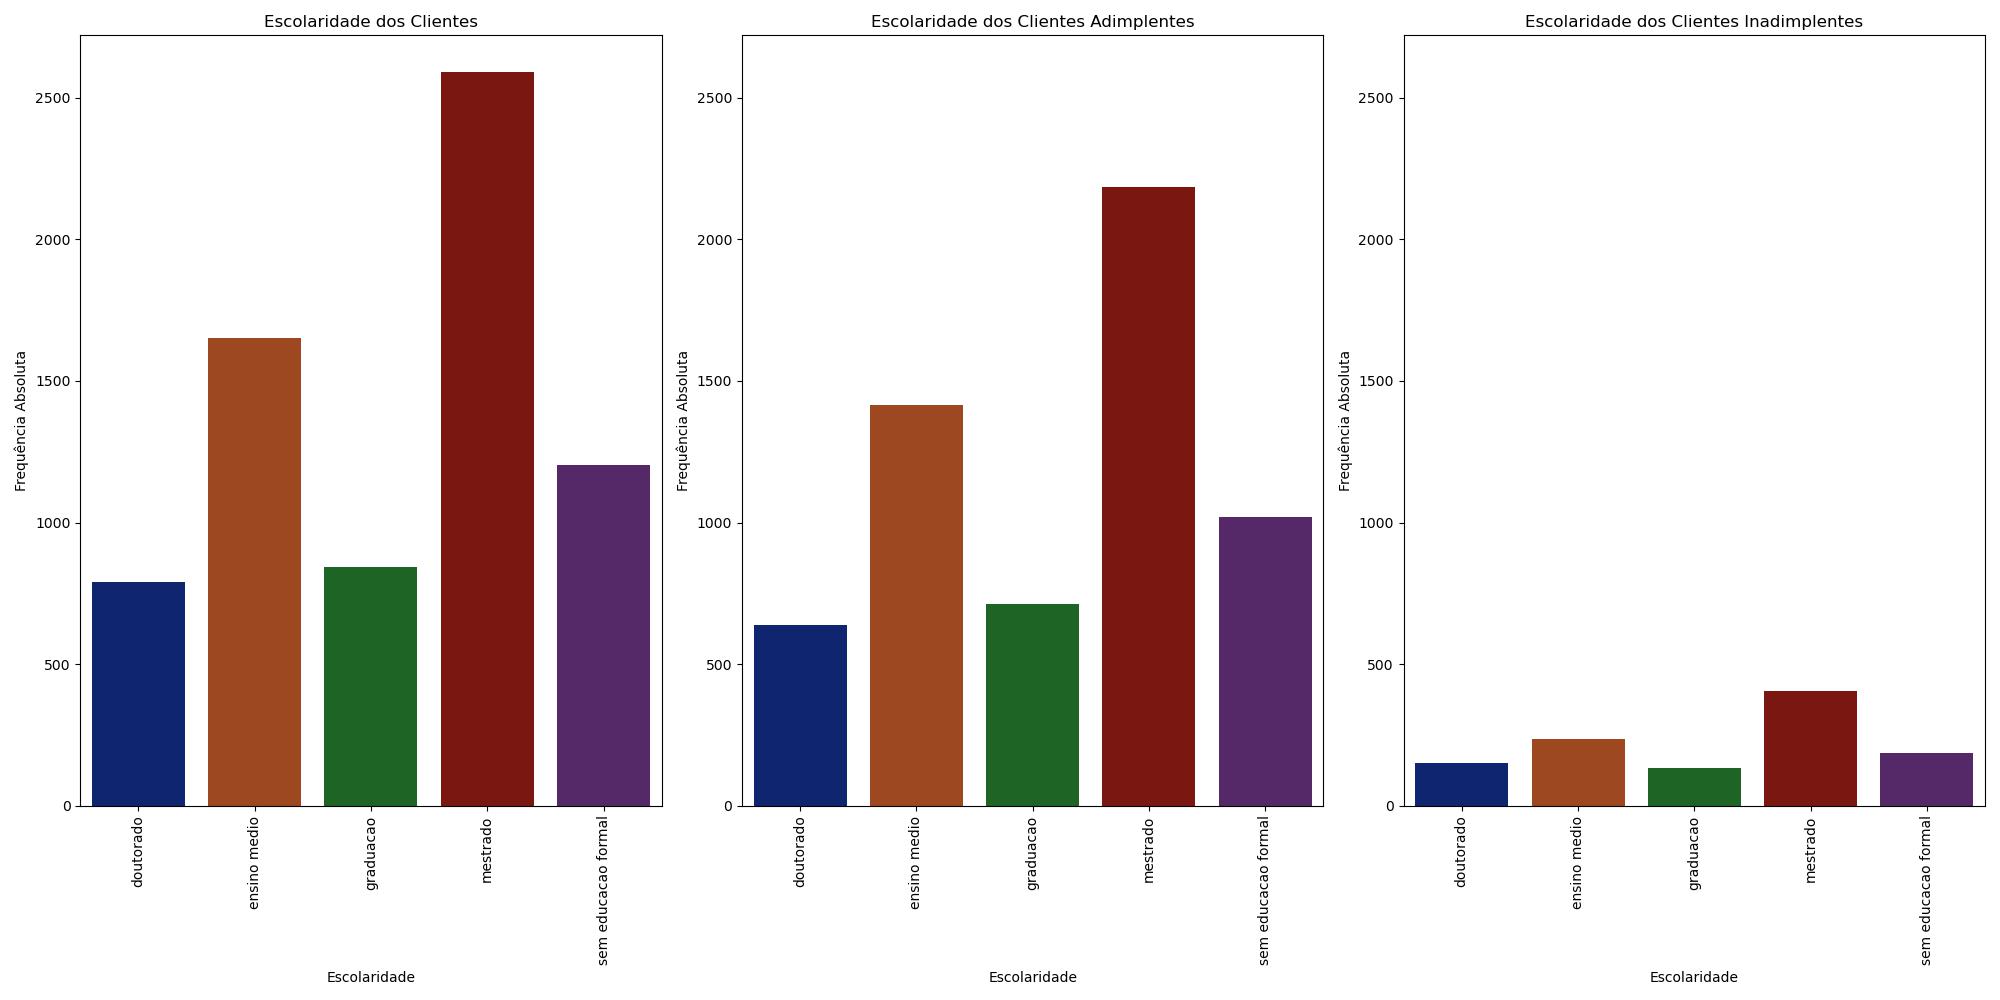 Escolaridade dos Clientes
Frequência Absoluta
2500
2000
1500
1000
500
0
doutorado
ensino medio
graduacao
mestrado
sem educacao formal
Escolaridade
Escolaridade dos Clientes Adimplentes
Frequência Absoluta
2500
2000
1500
1000
500
0
doutorado
ensino medio
graduacao
mestrado
sem educacao formal
Escolaridade
Escolaridade dos Clientes Inadimplentes
Frequência Absoluta
2500
2000
1500
1000
500
0
doutorado
ensino medio
graduacao
mestrado
sem educacao formal
Escolaridade